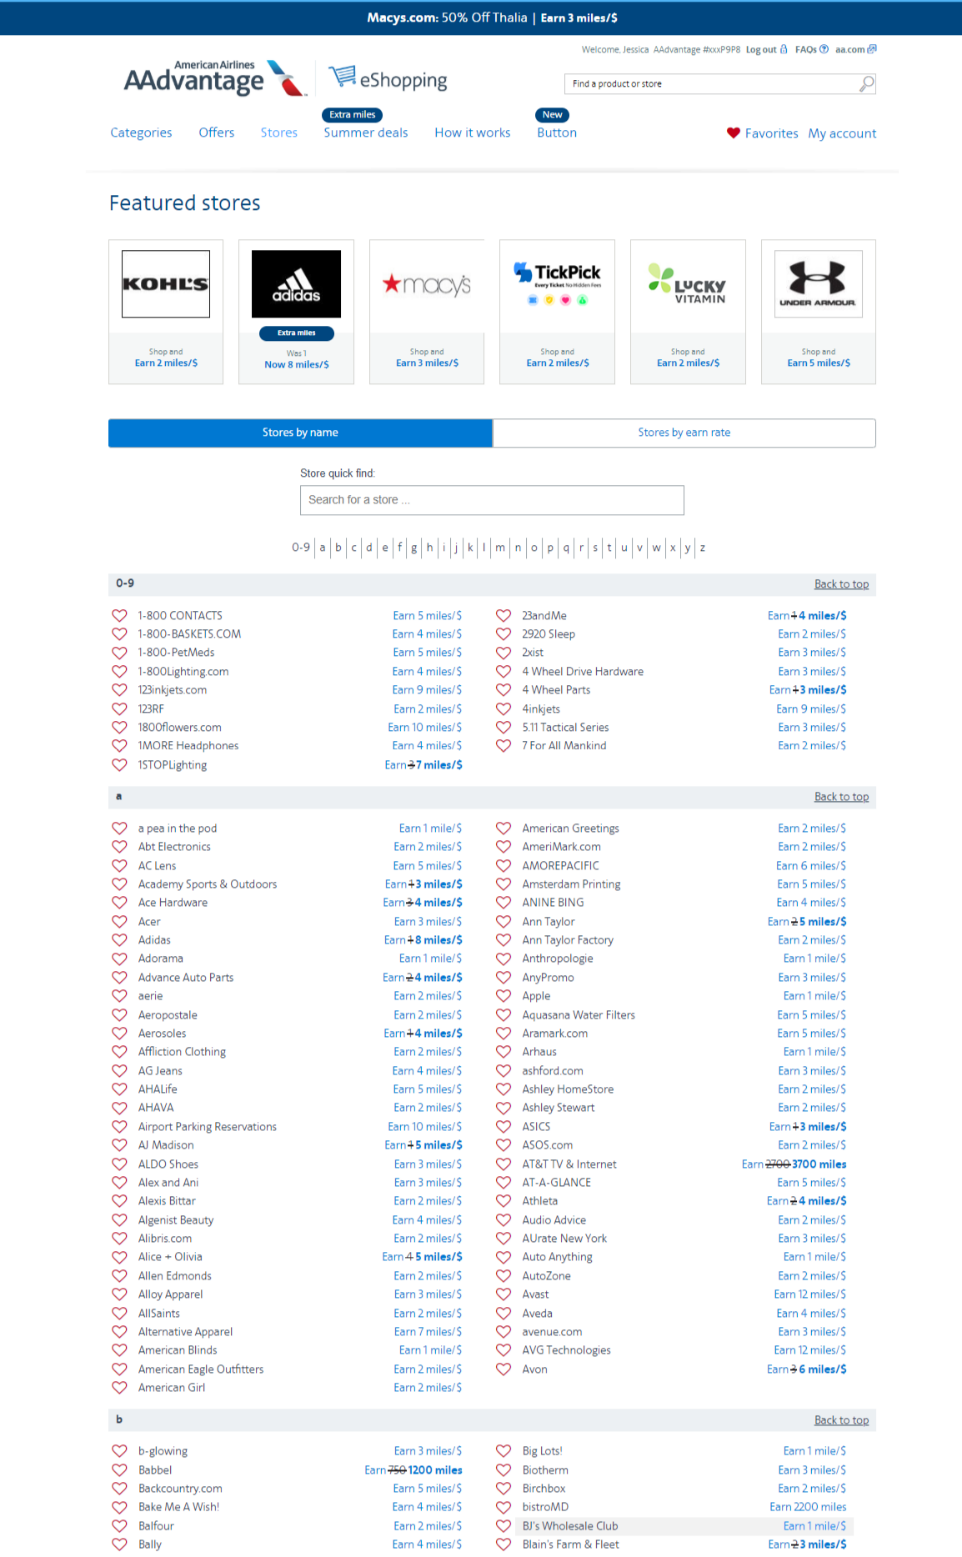 Macys.com: 50% Off Thalia | Earn 3 miles/$
Welcome, Jessica AAdvantage #xxxP9P8 Log out FAQs aa.com
American Airlines
AAdvantage
eShopping
Find a product or store
Extra miles
New
Categories Offers Stores Summer deals How it works Button Favorites My account
Featured stores
KOHL'S
adidas
macy's
TickPick
Every Ticket No Hidden Fees
LUCKY
VITAMIN
UNDER ARMOUR
Extra miles
Shop and
Earn 2 miles/$
Was 1
Now 8 miles/$
Shop and
Earn 3 miles/$
Shop and
Earn 2 miles/$
Shop and
Earn 2 miles/$
Shop and
Earn 5 miles/$
Stores by name Stores by earn rate
Store quick find:
Search for a store ...
0-9 a b c d e f g h i j k l m n o p q r s t u v w x y z
0-9 Back to top
1-800 CONTACTS Earn 5 miles/$
1-800-BASKETS.COM Earn 4 miles/$
1-800-PetMeds Earn 5 miles/$
1-800Lighting.com Earn 4 miles/$
123inkjets.com Earn 9 miles/$
123RF Earn 2 miles/$
1800flowers.com Earn 10 miles/$
1MORE Headphones Earn 4 miles/$
1STOPLighting Earn 3 7 miles/$
23andMe Earn 1 4 miles/$
2920 Sleep Earn 2 miles/$
2xist Earn 3 miles/$
4 Wheel Drive Hardware Earn 3 miles/$
4 Wheel Parts Earn 1 3 miles/$
4inkjets Earn 9 miles/$
5.11 Tactical Series Earn 3 miles/$
7 For All Mankind Earn 2 miles/$
a Back to top
a pea in the pod Earn 1 mile/$
Abt Electronics Earn 2 miles/$
AC Lens Earn 5 miles/$
Academy Sports & Outdoors Earn 1 3 miles/$
Ace Hardware Earn 3 4 miles/$
Acer Earn 3 miles/$
Adidas Earn 1 8 miles/$
Adorama Earn 1 mile/$
Advance Auto Parts Earn 2 4 miles/$
aerie Earn 2 miles/$
Aeropostale Earn 2 miles/$
Aerosoles Earn 1 4 miles/$
Affliction Clothing Earn 2 miles/$
AG Jeans Earn 4 miles/$
AHALife Earn 5 miles/$
AHAVA Earn 2 miles/$
Airport Parking Reservations Earn 10 miles/$
AJ Madison Earn 1 5 miles/$
ALDO Shoes Earn 3 miles/$
Alex and Ani Earn 3 miles/$
Alexis Bittar Earn 2 miles/$
Algenist Beauty Earn 4 miles/$
Alibris.com Earn 2 miles/$
Alice + Olivia Earn 4 5 miles/$
Allen Edmonds Earn 2 miles/$
Alloy Apparel Earn 3 miles/$
AllSaints Earn 2 miles/$
Alternative Apparel Earn 7 miles/$
American Blinds Earn 1 mile/$
American Eagle Outfitters Earn 2 miles/$
American Girl Earn 2 miles/$
American Greetings Earn 2 miles/$
AmeriMark.com Earn 2 miles/$
AMOREPACIFIC Earn 6 miles/$
Amsterdam Printing Earn 5 miles/$
ANINE BING Earn 4 miles/$
Ann Taylor Earn 2 5 miles/$
Ann Taylor Factory Earn 2 miles/$
Anthropologie Earn 1 mile/$
AnyPromo Earn 3 miles/$
Apple Earn 1 mile/$
Aquasana Water Filters Earn 5 miles/$
Aramark.com Earn 5 miles/$
Arhaus Earn 1 mile/$
ashford.com Earn 3 miles/$
Ashley HomeStore Earn 2 miles/$
Ashley Stewart Earn 2 miles/$
ASICS Earn 1 3 miles/$
ASOS.com Earn 2 miles/$
AT&T TV & Internet Earn 2700 3700 miles
AT-A-GLANCE Earn 5 miles/$
Athleta Earn 2 4 miles/$
Audio Advice Earn 2 miles/$
AUrate New York Earn 3 miles/$
Auto Anything Earn 1 mile/$
AutoZone Earn 2 miles/$
Avast Earn 12 miles/$
Aveda Earn 4 miles/$
avenue.com Earn 3 miles/$
AVG Technologies Earn 12 miles/$
Avon Earn 3 6 miles/$
b Back to top
b-glowing Earn 3 miles/$
Babbel Earn 750 1200 miles
Backcountry.com Earn 5 miles/$
Bake Me A Wish! Earn 4 miles/$
Balfour Earn 2 miles/$
Bally Earn 4 miles/$
Big Lots! Earn 1 mile/$
Biotherm Earn 3 miles/$
Birchbox Earn 2 miles/$
bistroMD Earn 2200 miles
BJ's Wholesale Club Earn 1 mile/$
Blain's Farm & Fleet Earn 2 3 miles/$